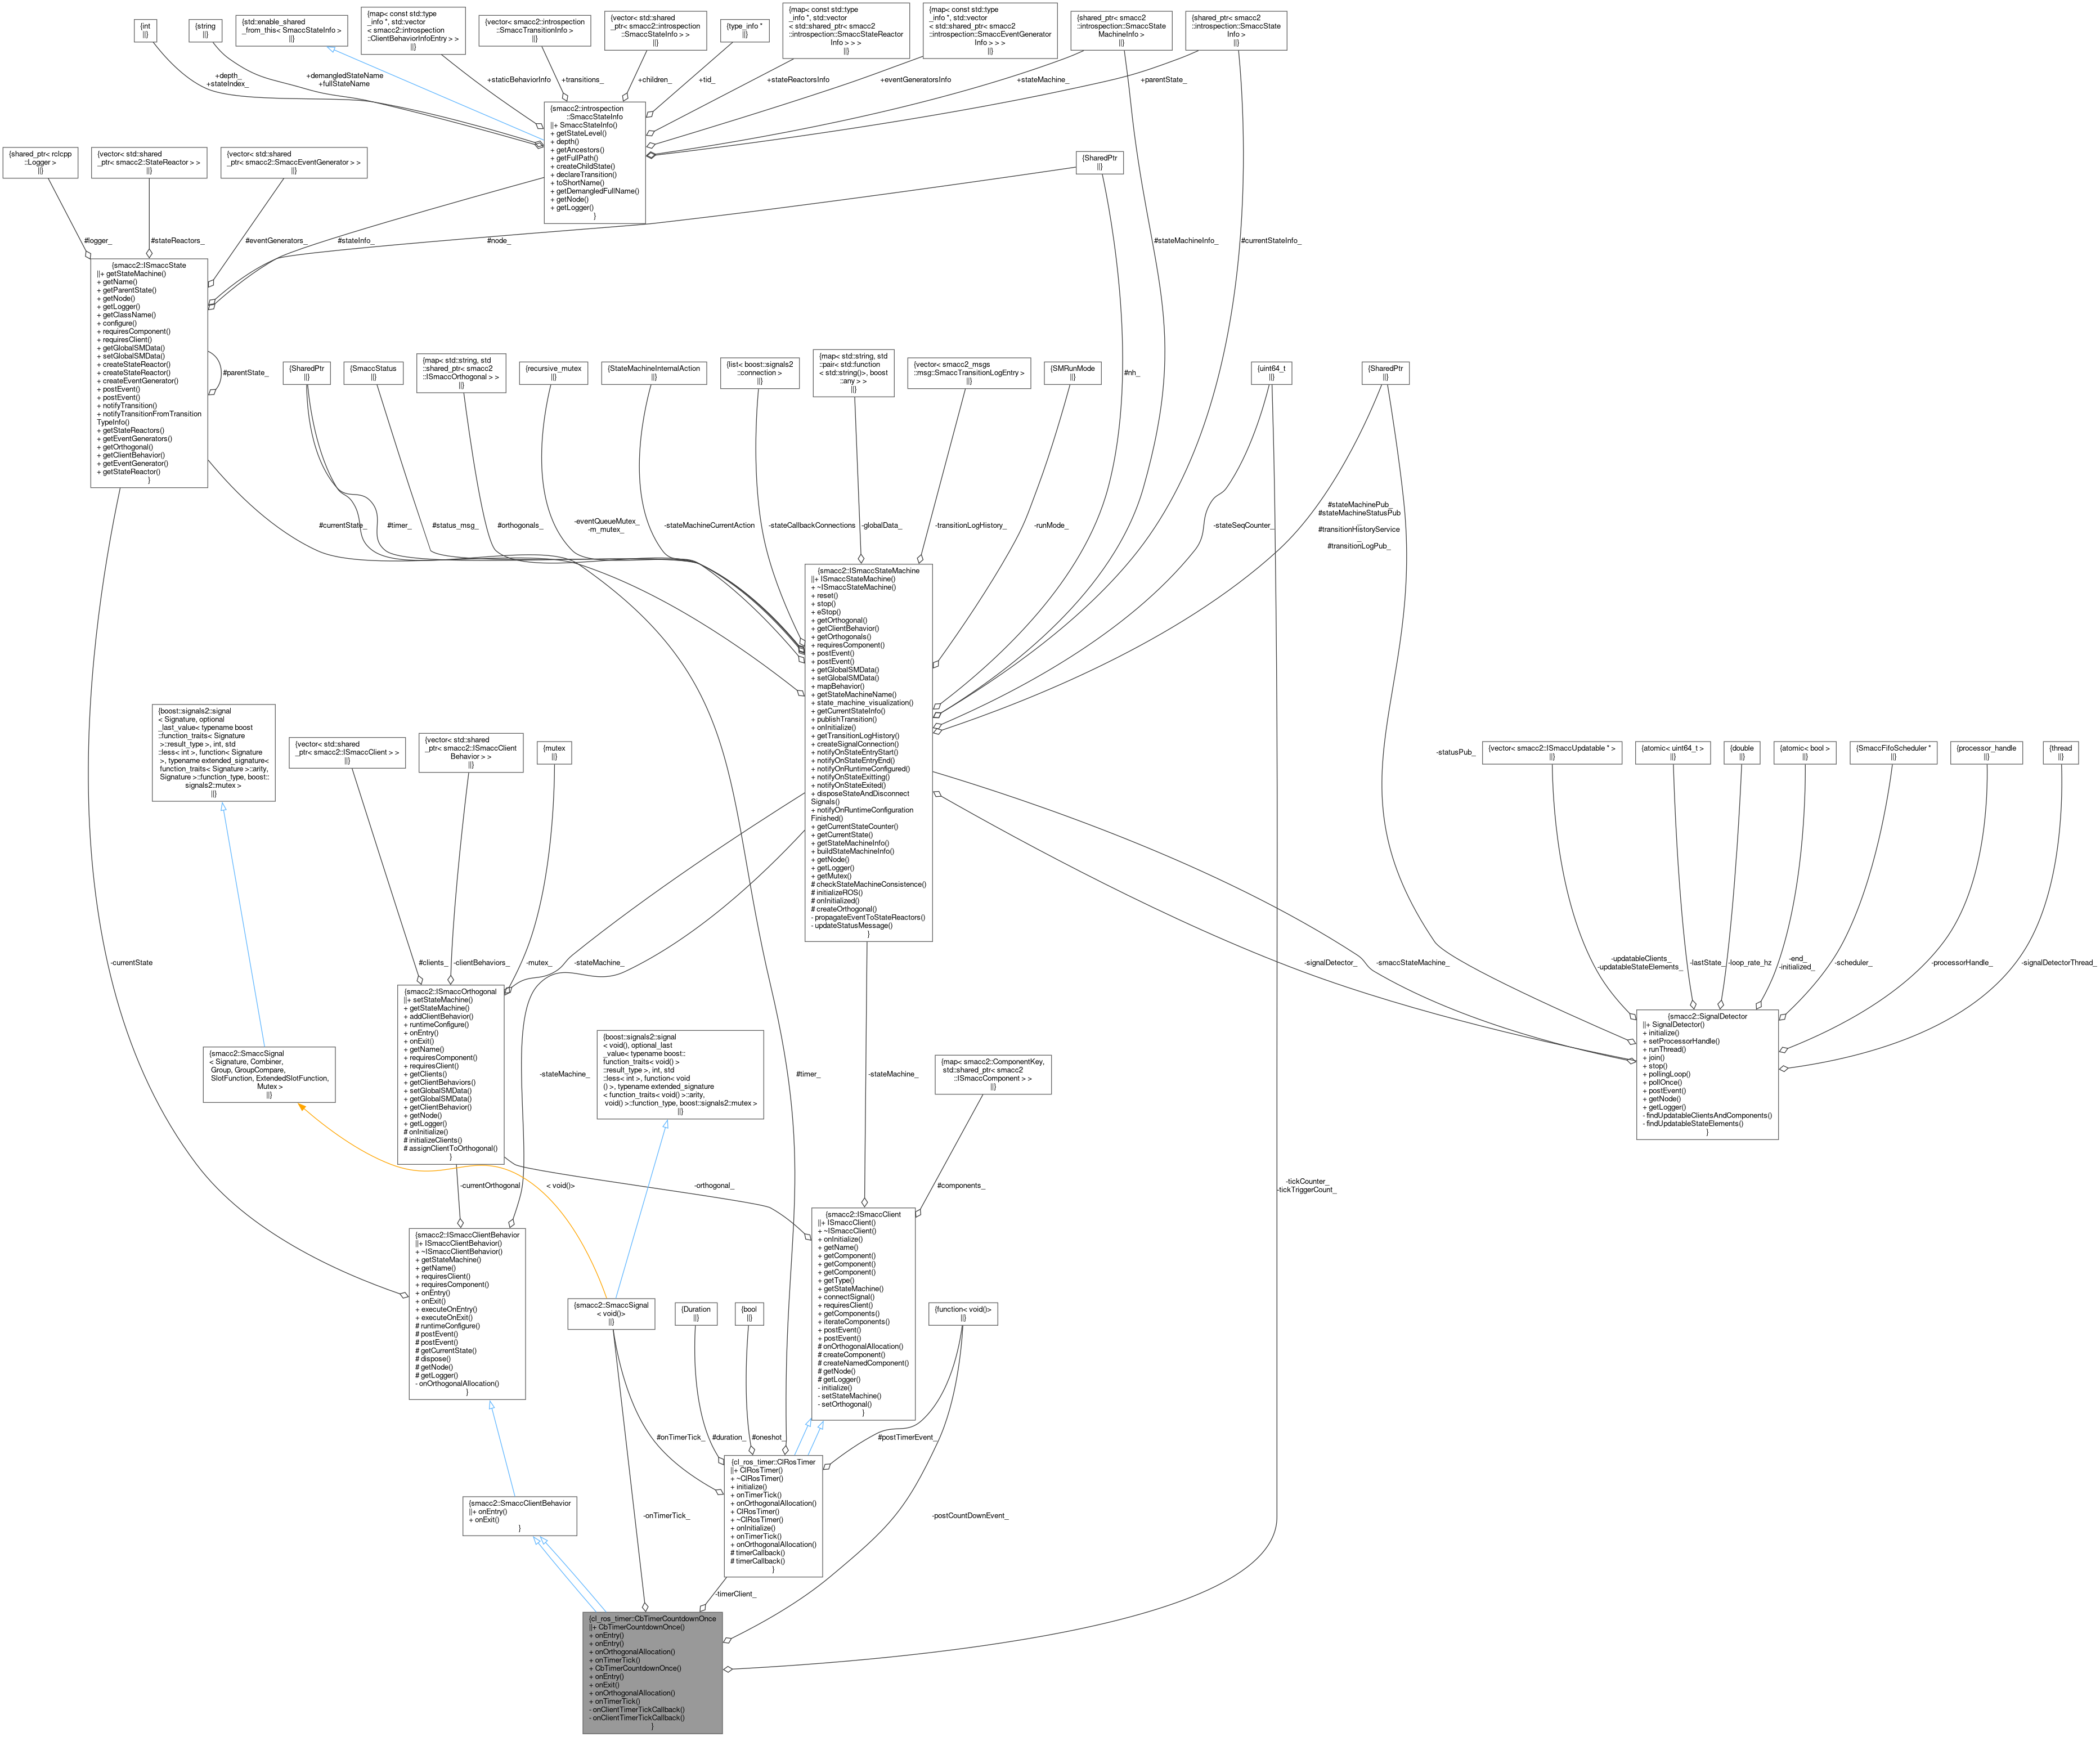 {int
||}
{string
||}
{std::enable_shared
_from_this< SmaccStateInfo >
||}
{map< const std::type
_info *, std::vector
< smacc2::introspection
::ClientBehaviorInfoEntry > >
||}
{vector< smacc2::introspection
::SmaccTransitionInfo >
||}
{vector< std::shared
_ptr< smacc2::introspection
::SmaccStateInfo > >
||}
{type_info *
||}
{map< const std::type
_info *, std::vector
< std::shared_ptr< smacc2
::introspection::SmaccStateReactor
Info > > >
||}
{map< const std::type
_info *, std::vector
< std::shared_ptr< smacc2
::introspection::SmaccEventGenerator
Info > > >
||}
{shared_ptr< smacc2
::introspection::SmaccState
MachineInfo >
||}
{shared_ptr< smacc2
::introspection::SmaccState
Info >
||}
+depth_
+stateIndex_
+demangledStateName
+fullStateName
+staticBehaviorInfo
+transitions_
+children_
+tid_
+stateReactorsInfo
+eventGeneratorsInfo
+stateMachine_
+parentState_
{smacc2::introspection
::SmaccStateInfo
||+ SmaccStateInfo()
+ getStateLevel()
+ depth()
+ getAncestors()
+ getFullPath()
+ createChildState()
+ declareTransition()
+ toShortName()
+ getDemangledFullName()
+ getNode()
+ getLogger()
}
{shared_ptr< rclcpp
::Logger >
||}
{vector< std::shared
_ptr< smacc2::StateReactor > >
||}
{vector< std::shared
_ptr< smacc2::SmaccEventGenerator > >
||}
{SharedPtr
||}
#logger_
#stateReactors_
#eventGenerators_
#stateInfo_
#node_
#stateMachineInfo_
#currentStateInfo_
{smacc2::ISmaccState
||+ getStateMachine()
+ getName()
+ getParentState()
+ getNode()
+ getLogger()
+ getClassName()
+ configure()
+ requiresComponent()
+ requiresClient()
+ getGlobalSMData()
+ setGlobalSMData()
+ createStateReactor()
+ createStateReactor()
+ createEventGenerator()
+ postEvent()
+ postEvent()
+ notifyTransition()
+ notifyTransitionFromTransition
TypeInfo()
+ getStateReactors()
+ getEventGenerators()
+ getOrthogonal()
+ getClientBehavior()
+ getEventGenerator()
+ getStateReactor()
}
#parentState_
{SharedPtr
||}
{SmaccStatus
||}
{map< std::string, std
::shared_ptr< smacc2
::ISmaccOrthogonal > >
||}
{recursive_mutex
||}
{StateMachineInternalAction
||}
{list< boost::signals2
::connection >
||}
{map< std::string, std
::pair< std::function
< std::string()>, boost
::any > >
||}
{vector< smacc2_msgs
::msg::SmaccTransitionLogEntry >
||}
{SMRunMode
||}
#nh_
{uint64_t
||}
{SharedPtr
||}
#currentState_
#timer_
#status_msg_
#orthogonals_
-eventQueueMutex_
-m_mutex_
-stateMachineCurrentAction
-stateCallbackConnections
-globalData_
-transitionLogHistory_
-runMode_
-stateSeqCounter_
#stateMachinePub_
#stateMachineStatusPub
_
#transitionHistoryService
_
#transitionLogPub_
{smacc2::ISmaccStateMachine
||+ ISmaccStateMachine()
+ ~ISmaccStateMachine()
+ reset()
+ stop()
+ eStop()
+ getOrthogonal()
+ getClientBehavior()
+ getOrthogonals()
+ requiresComponent()
+ postEvent()
+ postEvent()
+ getGlobalSMData()
+ setGlobalSMData()
+ mapBehavior()
+ getStateMachineName()
+ state_machine_visualization()
+ getCurrentStateInfo()
+ publishTransition()
+ onInitialize()
+ getTransitionLogHistory()
+ createSignalConnection()
+ notifyOnStateEntryStart()
+ notifyOnStateEntryEnd()
+ notifyOnRuntimeConfigured()
+ notifyOnStateExitting()
+ notifyOnStateExited()
+ disposeStateAndDisconnect
Signals()
+ notifyOnRuntimeConfiguration
Finished()
+ getCurrentStateCounter()
+ getCurrentState()
+ getStateMachineInfo()
+ buildStateMachineInfo()
+ getNode()
+ getLogger()
+ getMutex()
# checkStateMachineConsistence()
# initializeROS()
# onInitialized()
# createOrthogonal()
- propagateEventToStateReactors()
- updateStatusMessage()
}
{boost::signals2::signal
< Signature, optional
_last_value< typename boost
::function_traits< Signature
>::result_type >, int, std
::less< int >, function< Signature
>, typename extended_signature<
function_traits< Signature >::arity,
Signature >::function_type, boost::
signals2::mutex >
||}
{vector< std::shared
_ptr< smacc2::ISmaccClient > >
||}
{vector< std::shared
_ptr< smacc2::ISmaccClient
Behavior > >
||}
{mutex
||}
-statusPub_
{vector< smacc2::ISmaccUpdatable * >
||}
{atomic< uint64_t >
||}
{double
||}
{atomic< bool >
||}
{SmaccFifoScheduler *
||}
{processor_handle
||}
{thread
||}
-currentState
#clients_
-clientBehaviors_
-mutex_
-stateMachine_
-signalDetector_
-smaccStateMachine_
-updatableClients_
-updatableStateElements_
-lastState_
-loop_rate_hz
-end_
-initialized_
-scheduler_
-processorHandle_
-signalDetectorThread_
{smacc2::ISmaccOrthogonal
||+ setStateMachine()
+ getStateMachine()
+ addClientBehavior()
+ runtimeConfigure()
+ onEntry()
+ onExit()
+ getName()
+ requiresComponent()
+ requiresClient()
+ getClients()
+ getClientBehaviors()
+ setGlobalSMData()
+ getGlobalSMData()
+ getClientBehavior()
+ getNode()
+ getLogger()
# onInitialize()
# initializeClients()
# assignClientToOrthogonal()
}
{smacc2::SignalDetector
||+ SignalDetector()
+ initialize()
+ setProcessorHandle()
+ runThread()
+ join()
+ stop()
+ pollingLoop()
+ pollOnce()
+ postEvent()
+ getNode()
+ getLogger()
- findUpdatableClientsAndComponents()
- findUpdatableStateElements()
}
{smacc2::SmaccSignal
< Signature, Combiner,
Group, GroupCompare,
SlotFunction, ExtendedSlotFunction,
Mutex >
||}
-stateMachine_
{boost::signals2::signal
< void(), optional_last
_value< typename boost::
function_traits< void() >
::result_type >, int, std
::less< int >, function< void
() >, typename extended_signature
< function_traits< void() >::arity,
void() >::function_type, boost::signals2::mutex >
||}
#timer_
-stateMachine_
{map< smacc2::ComponentKey,
std::shared_ptr< smacc2
::ISmaccComponent > >
||}
-currentOrthogonal
< void()>
-orthogonal_
#components_
-tickCounter_
-tickTriggerCount_
{smacc2::ISmaccClientBehavior
||+ ISmaccClientBehavior()
+ ~ISmaccClientBehavior()
+ getStateMachine()
+ getName()
+ requiresClient()
+ requiresComponent()
+ onEntry()
+ onExit()
+ executeOnEntry()
+ executeOnExit()
# runtimeConfigure()
# postEvent()
# postEvent()
# getCurrentState()
# dispose()
# getNode()
# getLogger()
- onOrthogonalAllocation()
}
{smacc2::ISmaccClient
||+ ISmaccClient()
+ ~ISmaccClient()
+ onInitialize()
+ getName()
+ getComponent()
+ getComponent()
+ getComponent()
+ getType()
+ getStateMachine()
+ connectSignal()
+ requiresClient()
+ getComponents()
+ iterateComponents()
+ postEvent()
+ postEvent()
# onOrthogonalAllocation()
# createComponent()
# createNamedComponent()
# getNode()
# getLogger()
- initialize()
- setStateMachine()
- setOrthogonal()
}
{smacc2::SmaccSignal
< void()>
||}
{Duration
||}
{bool
||}
{function< void()>
||}
#onTimerTick_
#duration_
#oneshot_
#postTimerEvent_
{cl_ros_timer::ClRosTimer
||+ ClRosTimer()
+ ~ClRosTimer()
+ initialize()
+ onTimerTick()
+ onOrthogonalAllocation()
+ ClRosTimer()
+ ~ClRosTimer()
+ onInitialize()
+ onTimerTick()
+ onOrthogonalAllocation()
# timerCallback()
# timerCallback()
}
{smacc2::SmaccClientBehavior
||+ onEntry()
+ onExit()
}
-onTimerTick_
-postCountDownEvent_
-timerClient_
{cl_ros_timer::CbTimerCountdownOnce
||+ CbTimerCountdownOnce()
+ onEntry()
+ onEntry()
+ onOrthogonalAllocation()
+ onTimerTick()
+ CbTimerCountdownOnce()
+ onEntry()
+ onExit()
+ onOrthogonalAllocation()
+ onTimerTick()
- onClientTimerTickCallback()
- onClientTimerTickCallback()
}